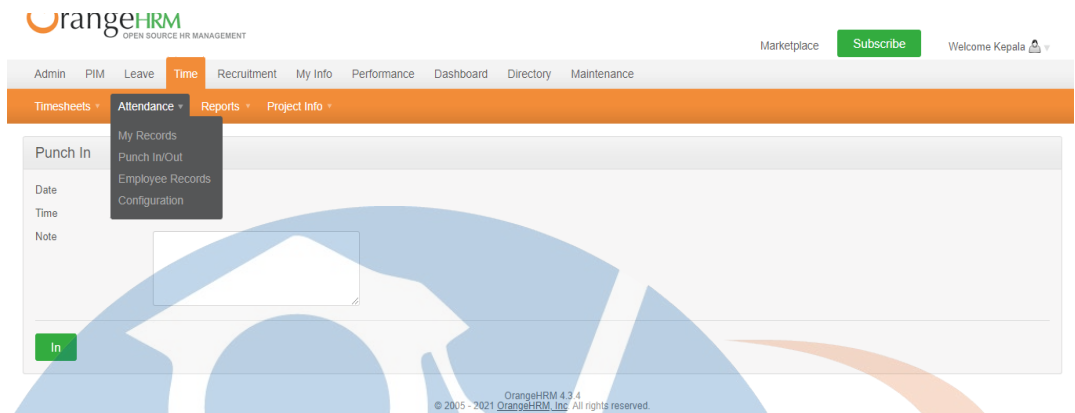 OrangeHRM
OPEN SOURCE HR MANAGEMENT
Marketplace Subscribe Welcome Kepala
Admin PIM Leave Time Recruitment My Info Performance Dashboard Directory Maintenance
Timesheets Attendance Reports Project Info
My Records
Punch In/Out
Employee Records
Configuration
Punch In
Date
Time
Note
In
OrangeHRM 4.3.4
© 2005 - 2021 OrangeHRM, Inc. All rights reserved.